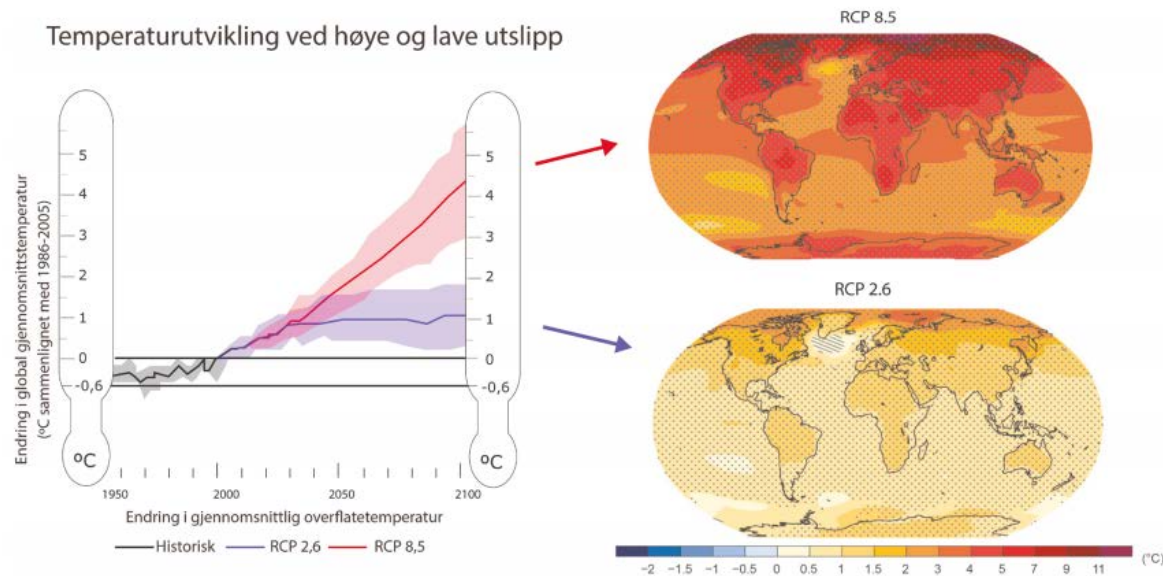 Temperaturutvikling ved høye og lave utslipp
Endring i global gjennomsnittstemperatur
(ºC sammenlignet med 1986-2005)
5
4
3
2
1
0
-0,6
ºC
5
4
3
2
1
0
-0,6
ºC
1950
2000
2050
2100
Endring i gjennomsnittlig overflatetemperatur
Historisk
RCP 2,6
RCP 8,5
RCP 8.5
RCP 2.6
-2 -1.5 -1 -0.5 0 0.5 1 1.5 2 3 4 5 7 9 11 (°C)